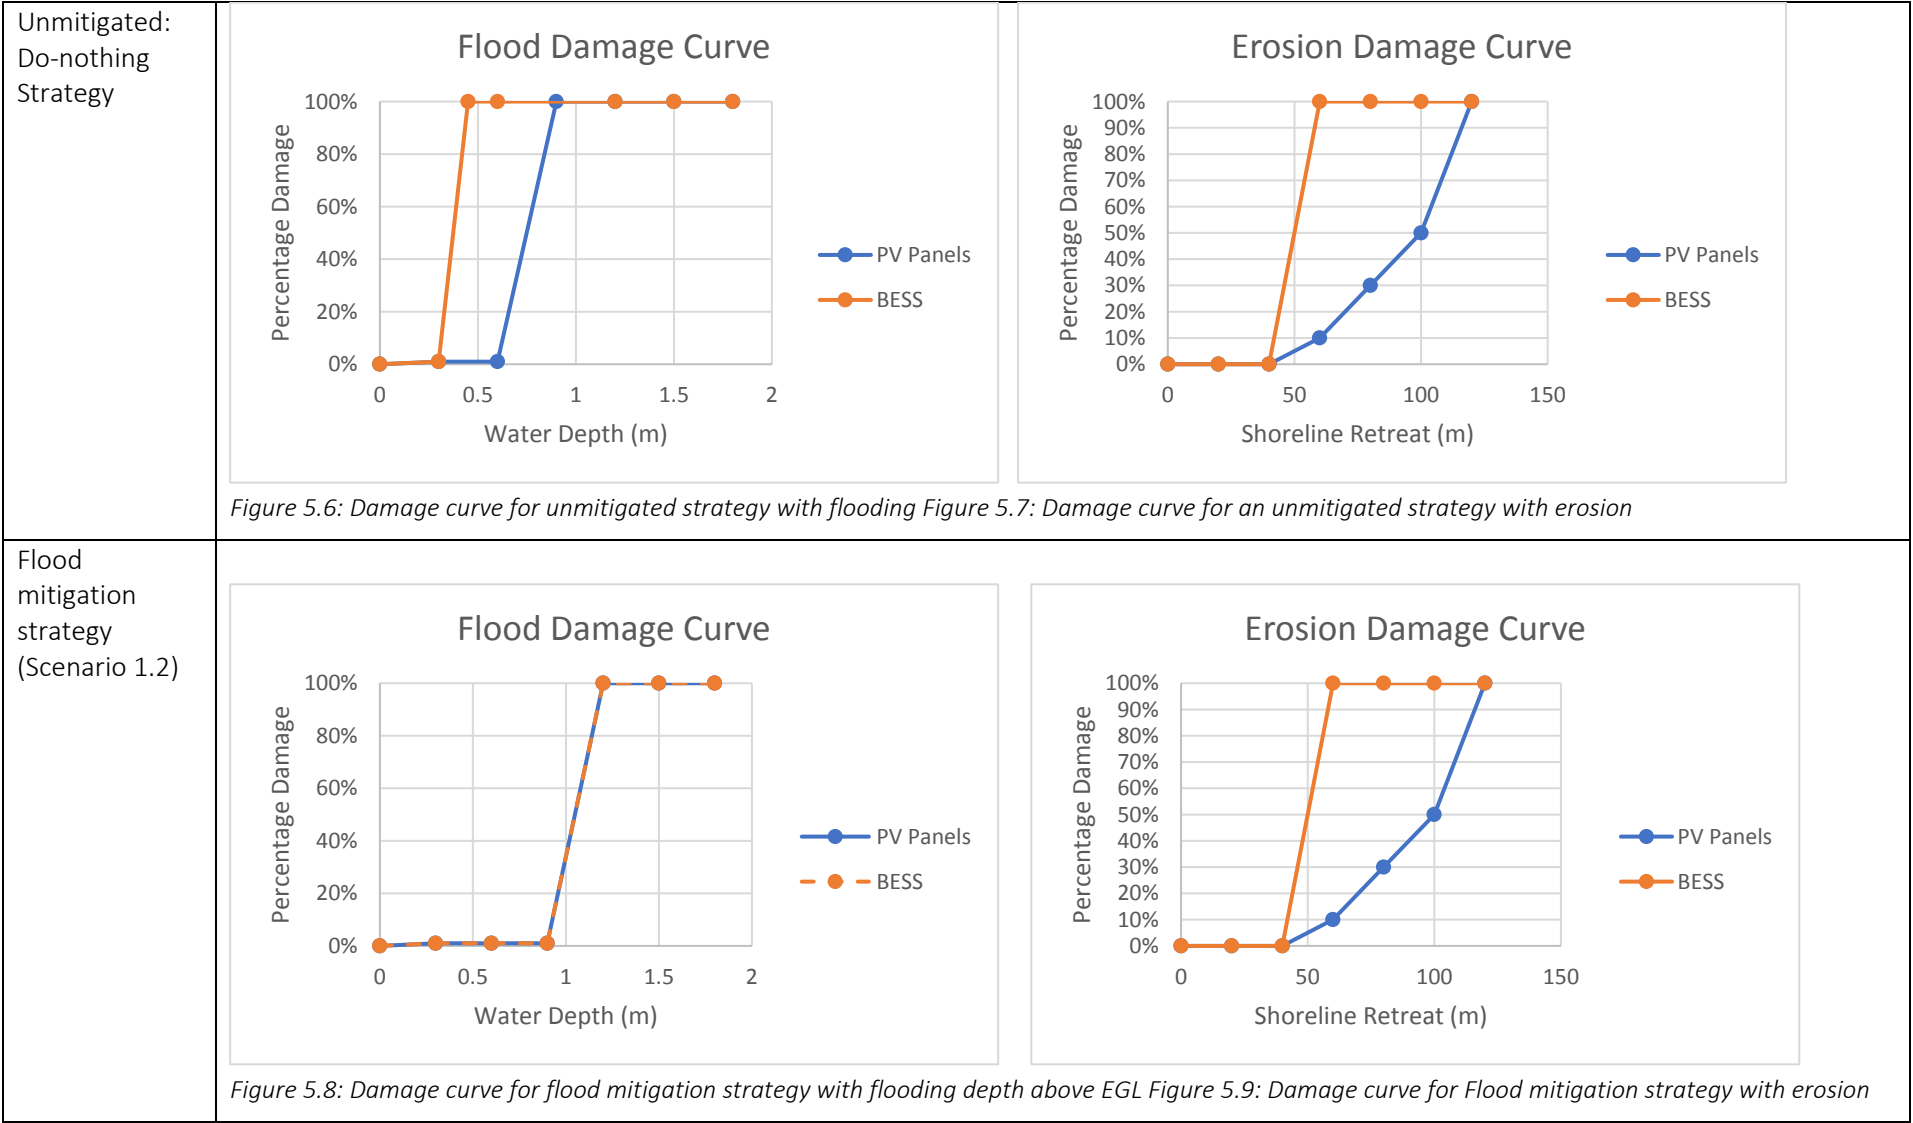 Unmitigated:
Do-nothing
Strategy
Flood Damage Curve
Percentage Damage
100%
80%
60%
40%
20%
0%
0 0.5 1 1.5 2
Water Depth (m)
PV Panels
BESS
Erosion Damage Curve
Percentage Damage
100%
90%
80%
70%
60%
50%
40%
30%
20%
10%
0%
0 50 100 150
Shoreline Retreat (m)
PV Panels
BESS
Figure 5.6: Damage curve for unmitigated strategy with flooding Figure 5.7: Damage curve for an unmitigated strategy with erosion
Flood
mitigation
strategy
(Scenario 1.2)
Flood Damage Curve
Percentage Damage
100%
80%
60%
40%
20%
0%
0 0.5 1 1.5 2
Water Depth (m)
PV Panels
BESS
Erosion Damage Curve
Percentage Damage
100%
90%
80%
70%
60%
50%
40%
30%
20%
10%
0%
0 50 100 150
Shoreline Retreat (m)
PV Panels
BESS
Figure 5.8: Damage curve for flood mitigation strategy with flooding depth above EGL Figure 5.9: Damage curve for Flood mitigation strategy with erosion